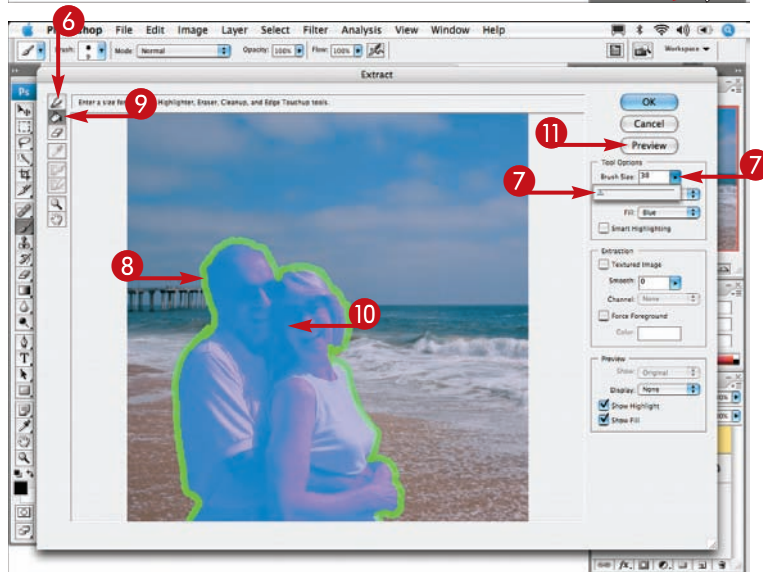 6
Photoshop File Edit Image Layer Select Filter Analysis View Window Help
Brush: 9 Mode: Normal Opacity: 100% Flow: 100% Workspace
Extract
Ps
9
Highlighter, Eraser, Cleanup, and Edge Touchup tools.
OK
Cancel
11
Preview
Tool Options
7
Brush Size: 38
7
Fill: Blue
Smart Highlighting
8
Extraction
Textured Image
Smooth: 0
Channel: None
10
Force Foreground
Color:
Preview
Show: Original
Display: None
Show Highlight
Show Fill
T
fx